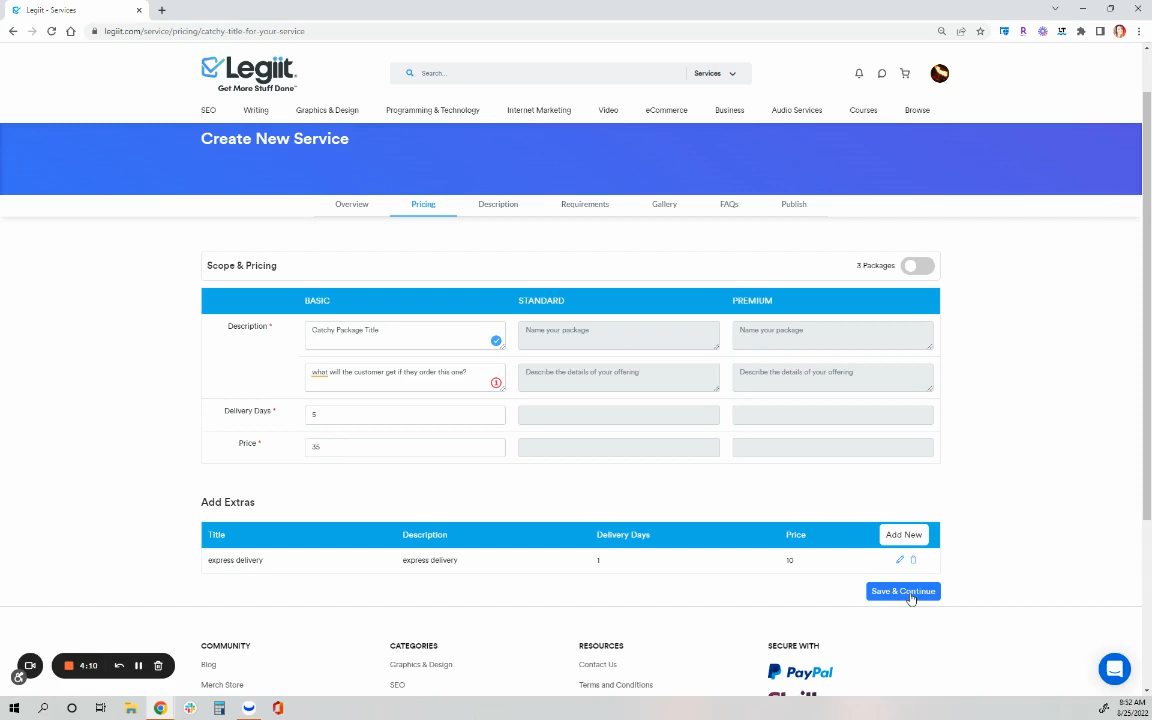 Legiit - Services
legiit.com/service/pricing/catchy-title-for-your-service
Legiit
Get More Stuff Done™
Search...
Services
SEO Writing Graphics & Design Programming & Technology Internet Marketing Video eCommerce Business Audio Services Courses Browse
Create New Service
Overview Pricing Description Requirements Gallery FAQs Publish
Scope & Pricing 3 Packages
BASIC STANDARD PREMIUM
Description * Catchy Package Title Name your package Name your package
what will the customer get if they order this one? 1 Describe the details of your offering Describe the details of your offering
Delivery Days * 5
Price * 35
Add Extras
Title Description Delivery Days Price Add New
express delivery express delivery 1 10
Save & Continue
COMMUNITY CATEGORIES RESOURCES SECURE WITH
Blog Graphics & Design Contact Us PayPal
Merch Store SEO Terms and Conditions
4:10
8:52 AM
8/25/2022